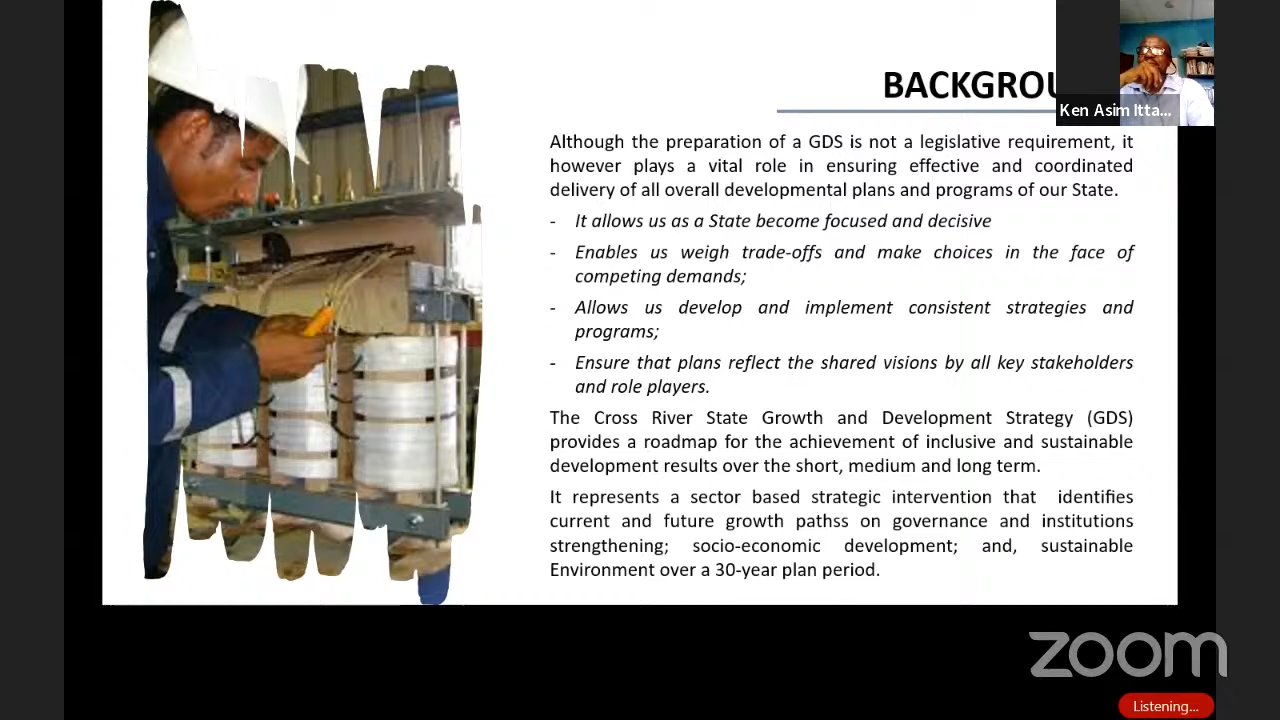 BACKGROU
Ken Asim Itta...
Although the preparation of a GDS is not a legislative requirement, it
however plays a vital role in ensuring effective and coordinated
delivery of all overall developmental plans and programs of our State.
- It allows us as a State become focused and decisive
- Enables us weigh trade-offs and make choices in the face of
competing demands;
- Allows us develop and implement consistent strategies and
programs;
- Ensure that plans reflect the shared visions by all key stakeholders
and role players.
The Cross River State Growth and Development Strategy (GDS)
provides a roadmap for the achievement of inclusive and sustainable
development results over the short, medium and long term.
It represents a sector based strategic intervention that identifies
current and future growth pathss on governance and institutions
strengthening; socio-economic development; and, sustainable
Environment over a 30-year plan period.
zoom
Listening...